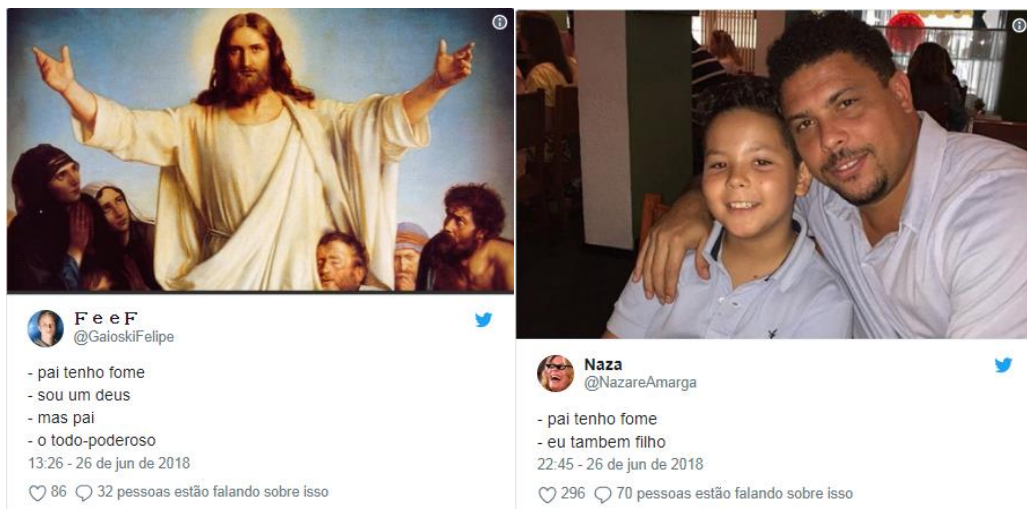 F e e F
@GaioskiFelipe
- pai tenho fome
- sou um deus
- mas pai
- o todo-poderoso
13:26 - 26 de jun de 2018
86 32 pessoas estão falando sobre isso
Naza
@NazareAmarga
- pai tenho fome
- eu tambem filho
22:45 - 26 de jun de 2018
296 70 pessoas estão falando sobre isso